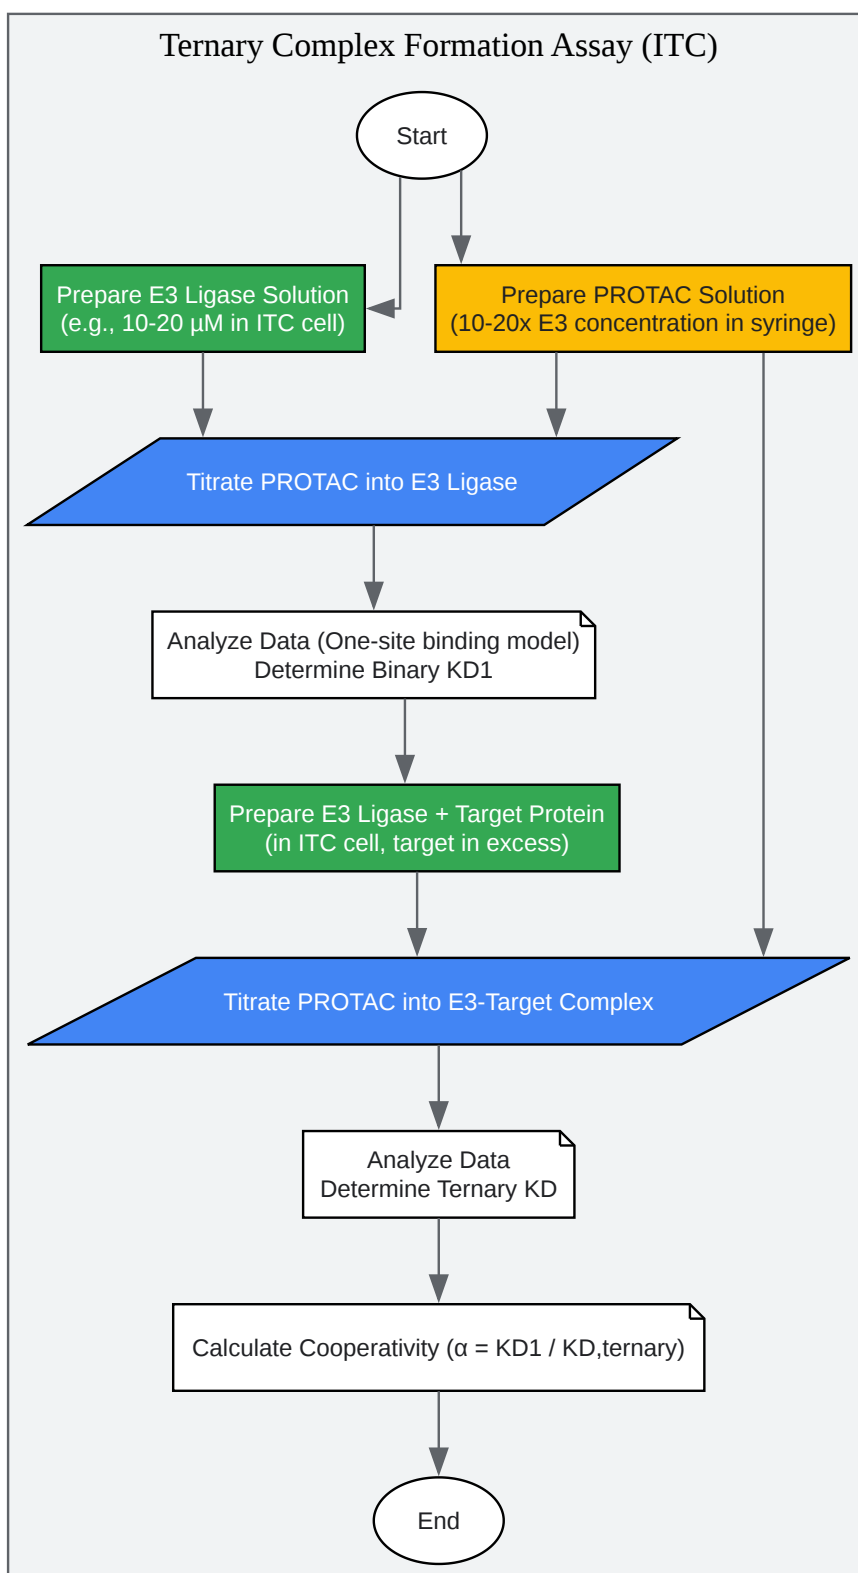 Ternary Complex Formation Assay (ITC)
Start
Prepare E3 Ligase Solution
(e.g., 10-20 µM in ITC cell)
Prepare PROTAC Solution
(10-20x E3 concentration in syringe)
Titrate PROTAC into E3 Ligase
Analyze Data (One-site binding model)
Determine Binary KD1
Prepare E3 Ligase + Target Protein
(in ITC cell, target in excess)
Titrate PROTAC into E3-Target Complex
Analyze Data
Determine Ternary KD
Calculate Cooperativity (α = KD1 / KD,ternary)
End